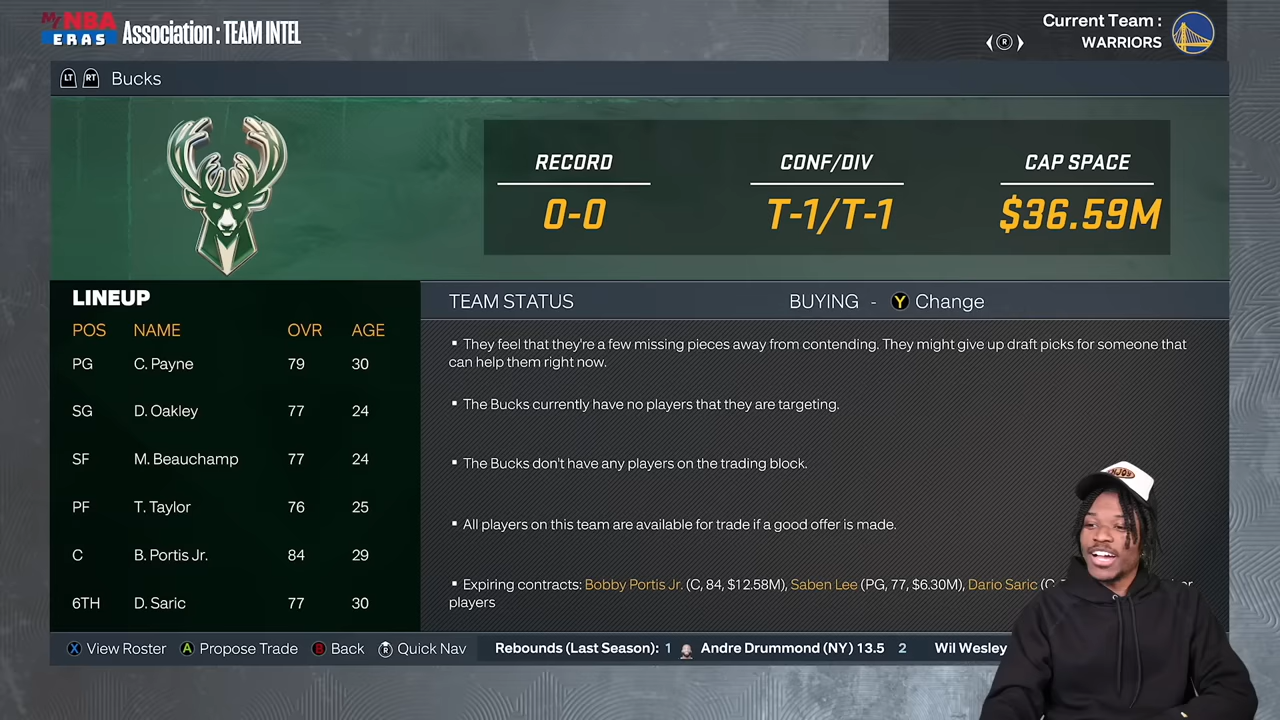 My NBA
ERAS
Association : TEAM INTEL
Current Team :
R
WARRIORS
LT RT Bucks
RECORD CONF/DIV CAP SPACE
0-0 T-1/T-1 $36.59M
LINEUP
POS NAME OVR AGE
PG C. Payne 79 30
SG D. Oakley 77 24
SF M. Beauchamp 77 24
PF T. Taylor 76 25
C B. Portis Jr. 84 29
6TH D. Saric 77 30
TEAM STATUS BUYING - Y Change
▪ They feel that they're a few missing pieces away from contending. They might give up draft picks for someone that
can help them right now.
▪ The Bucks currently have no players that they are targeting.
▪ The Bucks don't have any players on the trading block.
▪ All players on this team are available for trade if a good offer is made.
▪ Expiring contracts: Bobby Portis Jr. (C, 84, $12.58M), Saben Lee (PG, 77, $6.30M), Dario Saric (C,
players
ENJOY
X View Roster A Propose Trade B Back R Quick Nav Rebounds (Last Season): 1 Andre Drummond (NY) 13.5 2 Wil Wesley